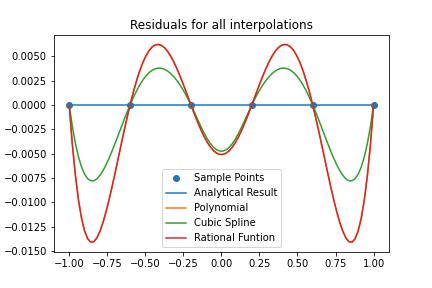 Residuals for all interpolations
0.0050
0.0025
0.0000
−0.0025
−0.0050
−0.0075
−0.0100
−0.0125
−0.0150
Sample Points
Analytical Result
Polynomial
Cubic Spline
Rational Funtion
−1.00 −0.75 −0.50 −0.25 0.00 0.25 0.50 0.75 1.00